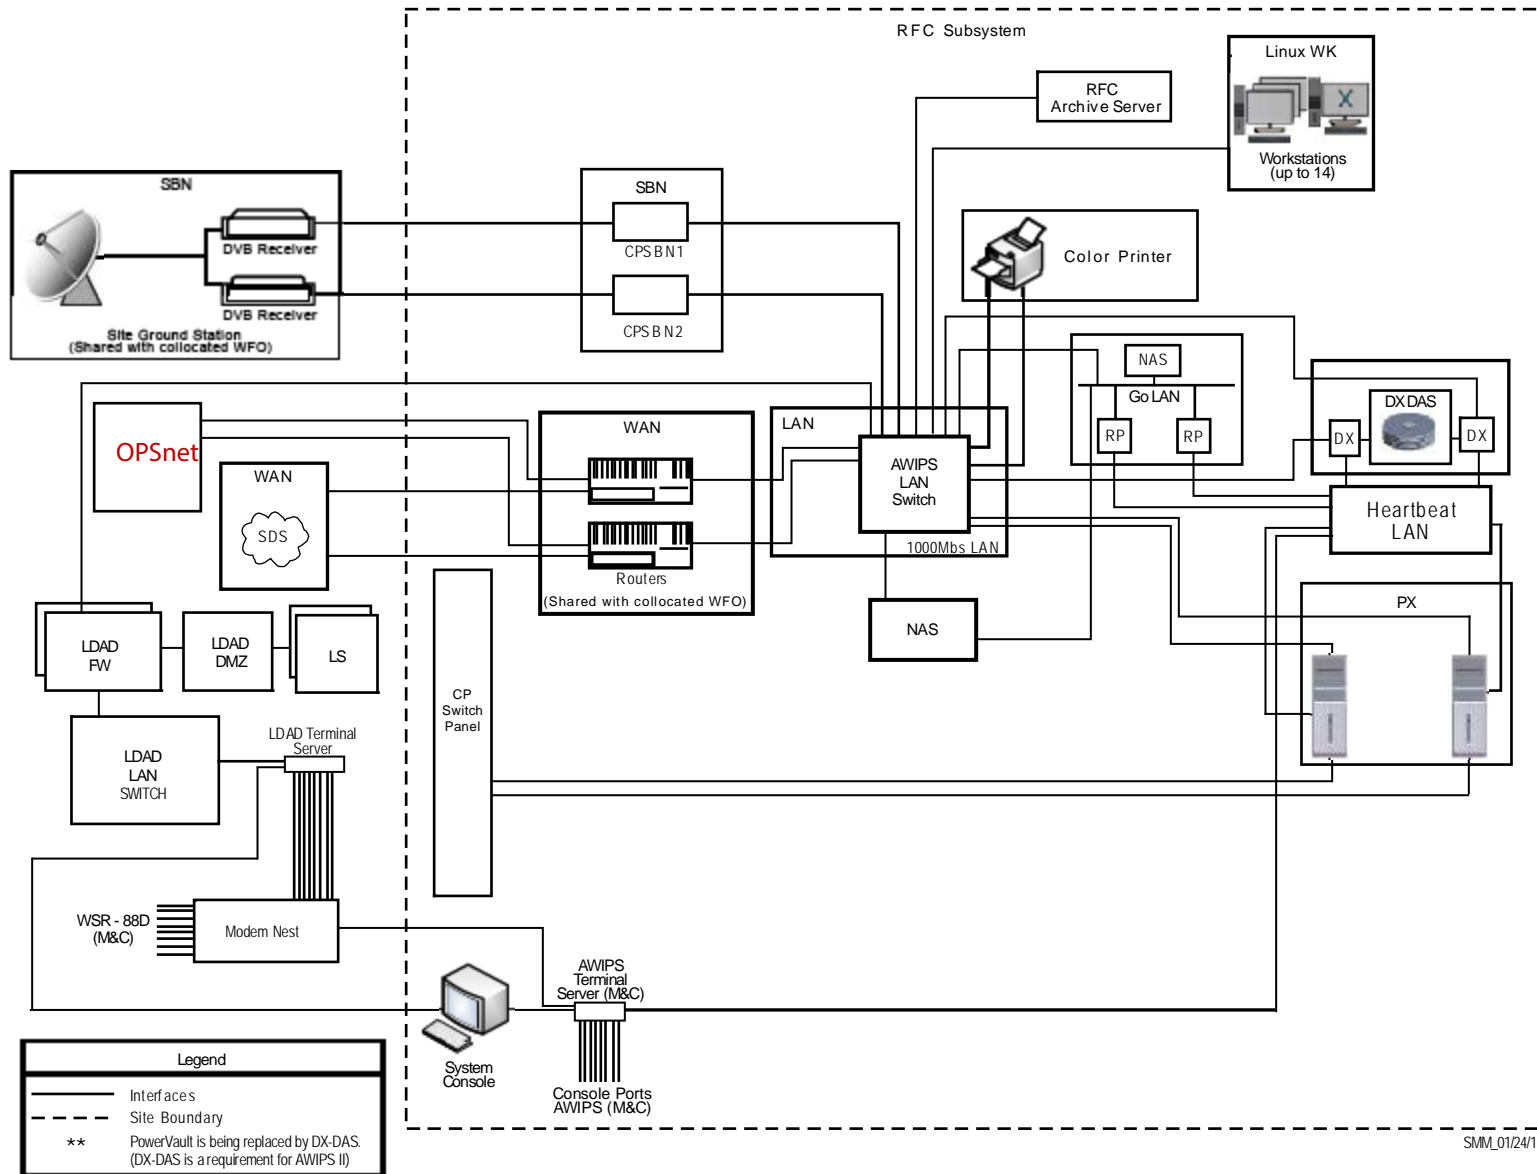 RFC Subsystem
Linux WK
Workstations
(up to 14)
RFC
Archive Server
SBN
DVB Receiver
DVB Receiver
Site Ground Station
(Shared with collocated WFO)
SBN
CPSBN1
CPSBN2
Color Printer
NAS
Go LAN
RP
RP
DX DAS
DX
DX
Heartbeat
LAN
OPSnet
WAN
SDS
WAN
Routers
(Shared with collocated WFO)
LAN
AWIPS
LAN
Switch
1000Mbs LAN
NAS
PX
LDAD
FW
LDAD
DMZ
LS
LDAD
LAN
SWITCH
LDAD Terminal
Server
CP
Switch
Panel
WSR - 88D
(M&C)
Modem Nest
System
Console
AWIPS
Terminal
Server (M&C)
Console Ports
AWIPS (M&C)
Legend
Interfaces
Site Boundary
** PowerVault is being replaced by DX-DAS.
(DX-DAS is a requirement for AWIPS II)
SMM_01/24/1